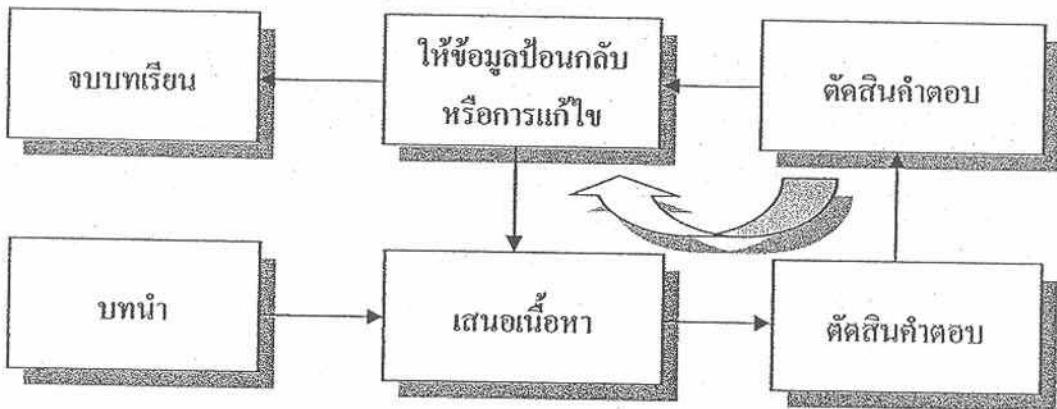 จบบทเรียน
ให้ข้อมูลป้อนกลับ
หรือการแก้ไข
ตัดสินคำตอบ
บทนำ
เสนอเนื้อหา
ตัดสินคำตอบ